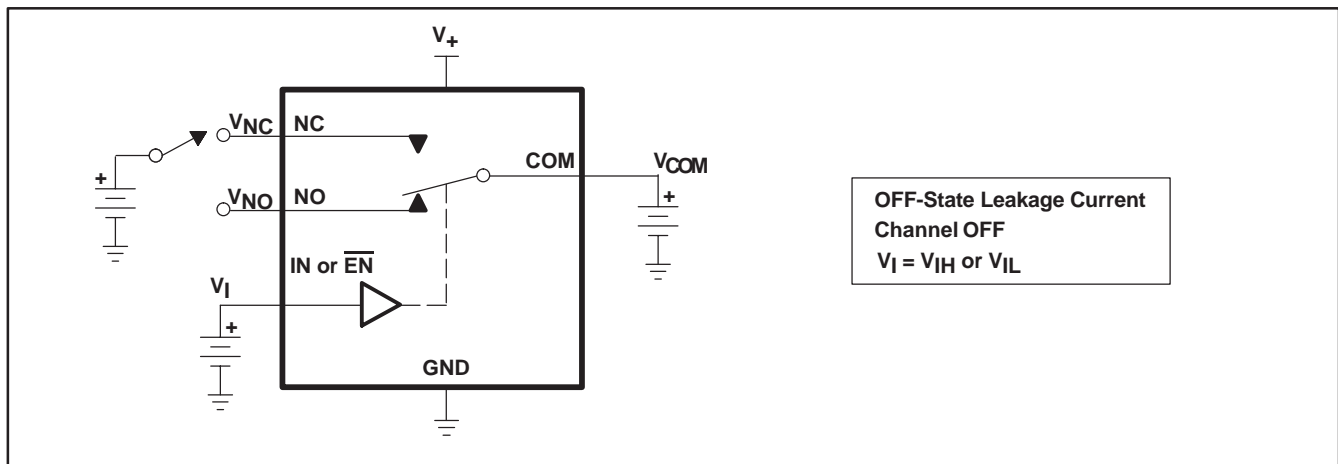 V+
VNC NC
COM VCOM
+
VNO NO
+
IN or EN
VI
+
GND
OFF-State Leakage Current
Channel OFF
VI = VIH or VIL